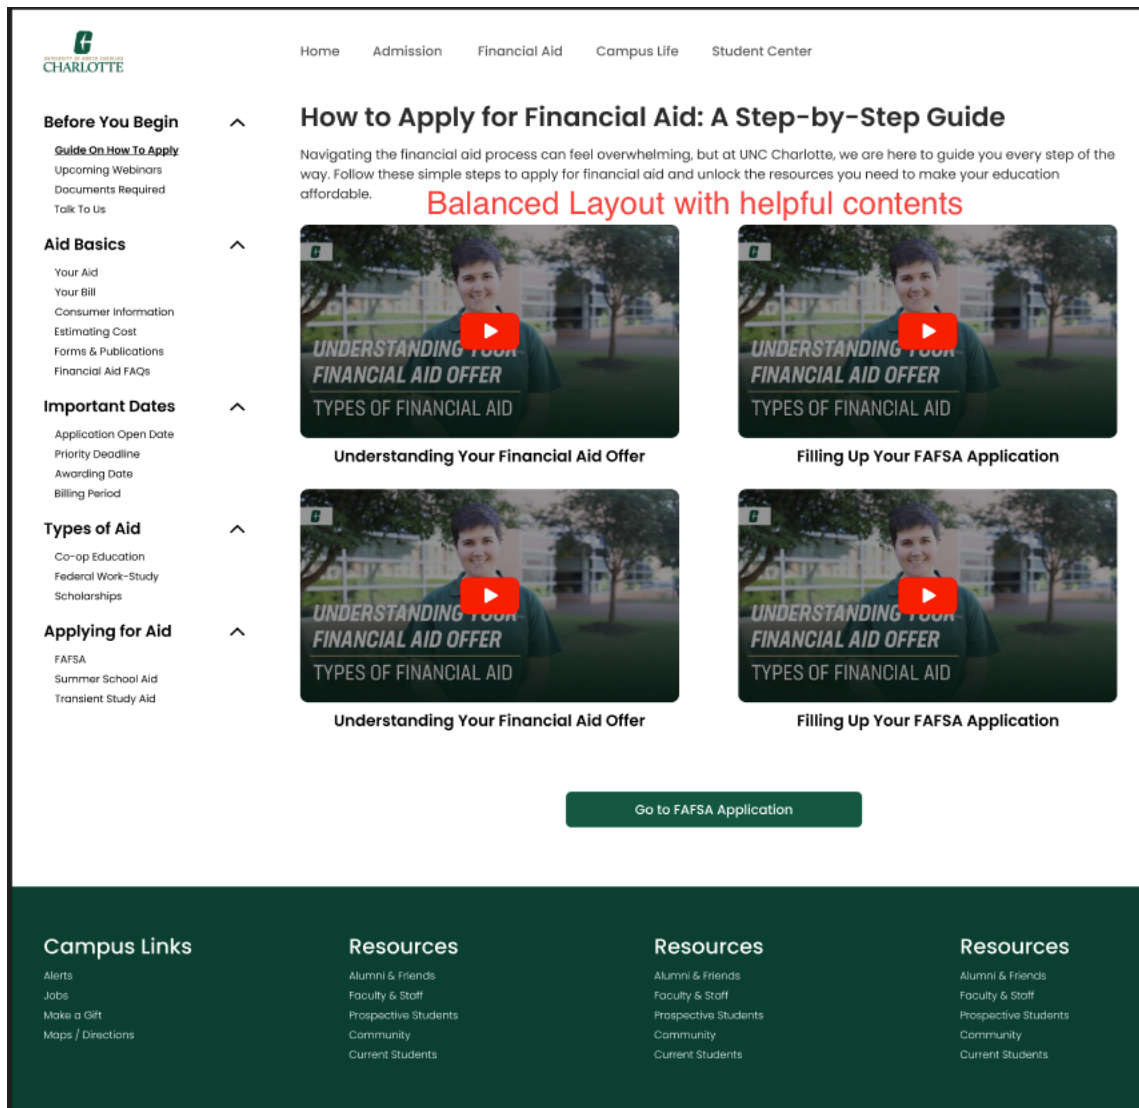 UNIVERSITY OF NORTH CAROLINA
CHARLOTTE
Home Admission Financial Aid Campus Life Student Center
Before You Begin
Guide On How To Apply
Upcoming Webinars
Documents Required
Talk To Us
Aid Basics
Your Aid
Your Bill
Consumer Information
Estimating Cost
Forms & Publications
Financial Aid FAQs
Important Dates
Application Open Date
Priority Deadline
Awarding Date
Billing Period
Types of Aid
Co-op Education
Federal Work-Study
Scholarships
Applying for Aid
FAFSA
Summer School Aid
Transient Study Aid
How to Apply for Financial Aid: A Step-by-Step Guide
Navigating the financial aid process can feel overwhelming, but at UNC Charlotte, we are here to guide you every step of the
way. Follow these simple steps to apply for financial aid and unlock the resources you need to make your education
affordable.
Balanced Layout with helpful contents
UNDERSTANDING YOUR
FINANCIAL AID OFFER
TYPES OF FINANCIAL AID
Understanding Your Financial Aid Offer
UNDERSTANDING YOUR
FINANCIAL AID OFFER
TYPES OF FINANCIAL AID
Filling Up Your FAFSA Application
UNDERSTANDING YOUR
FINANCIAL AID OFFER
TYPES OF FINANCIAL AID
Understanding Your Financial Aid Offer
UNDERSTANDING YOUR
FINANCIAL AID OFFER
TYPES OF FINANCIAL AID
Filling Up Your FAFSA Application
Go to FAFSA Application
Campus Links
Alerts
Jobs
Make a Gift
Maps / Directions
Resources
Alumni & Friends
Faculty & Staff
Prospective Students
Community
Current Students
Resources
Alumni & Friends
Faculty & Staff
Prospective Students
Community
Current Students
Resources
Alumni & Friends
Faculty & Staff
Prospective Students
Community
Current Students